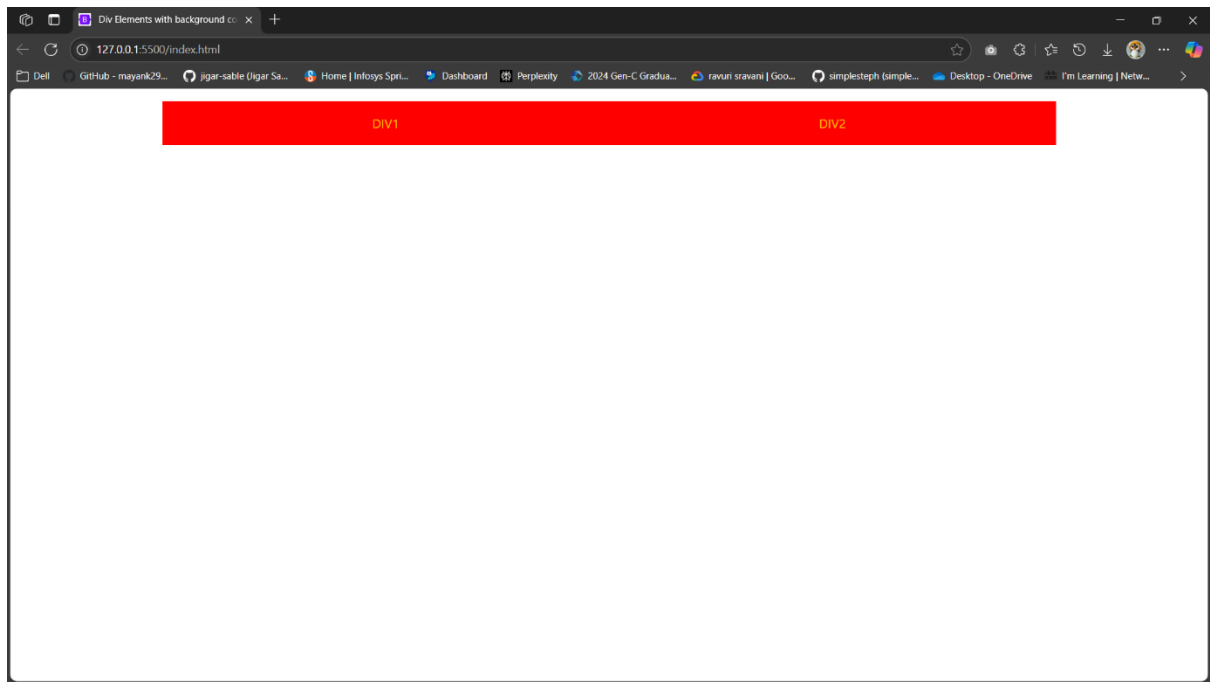 Div Elements with background co
127.0.0.1:5500/index.html
Dell GitHub - mayank29... jigar-sable (Jigar Sa... Home | Infosys Spri... Dashboard Perplexity 2024 Gen-C Gradua... ravuri sravani | Goo... simplesteph (simple... Desktop - OneDrive I'm Learning | Netw...
DIV1 DIV2